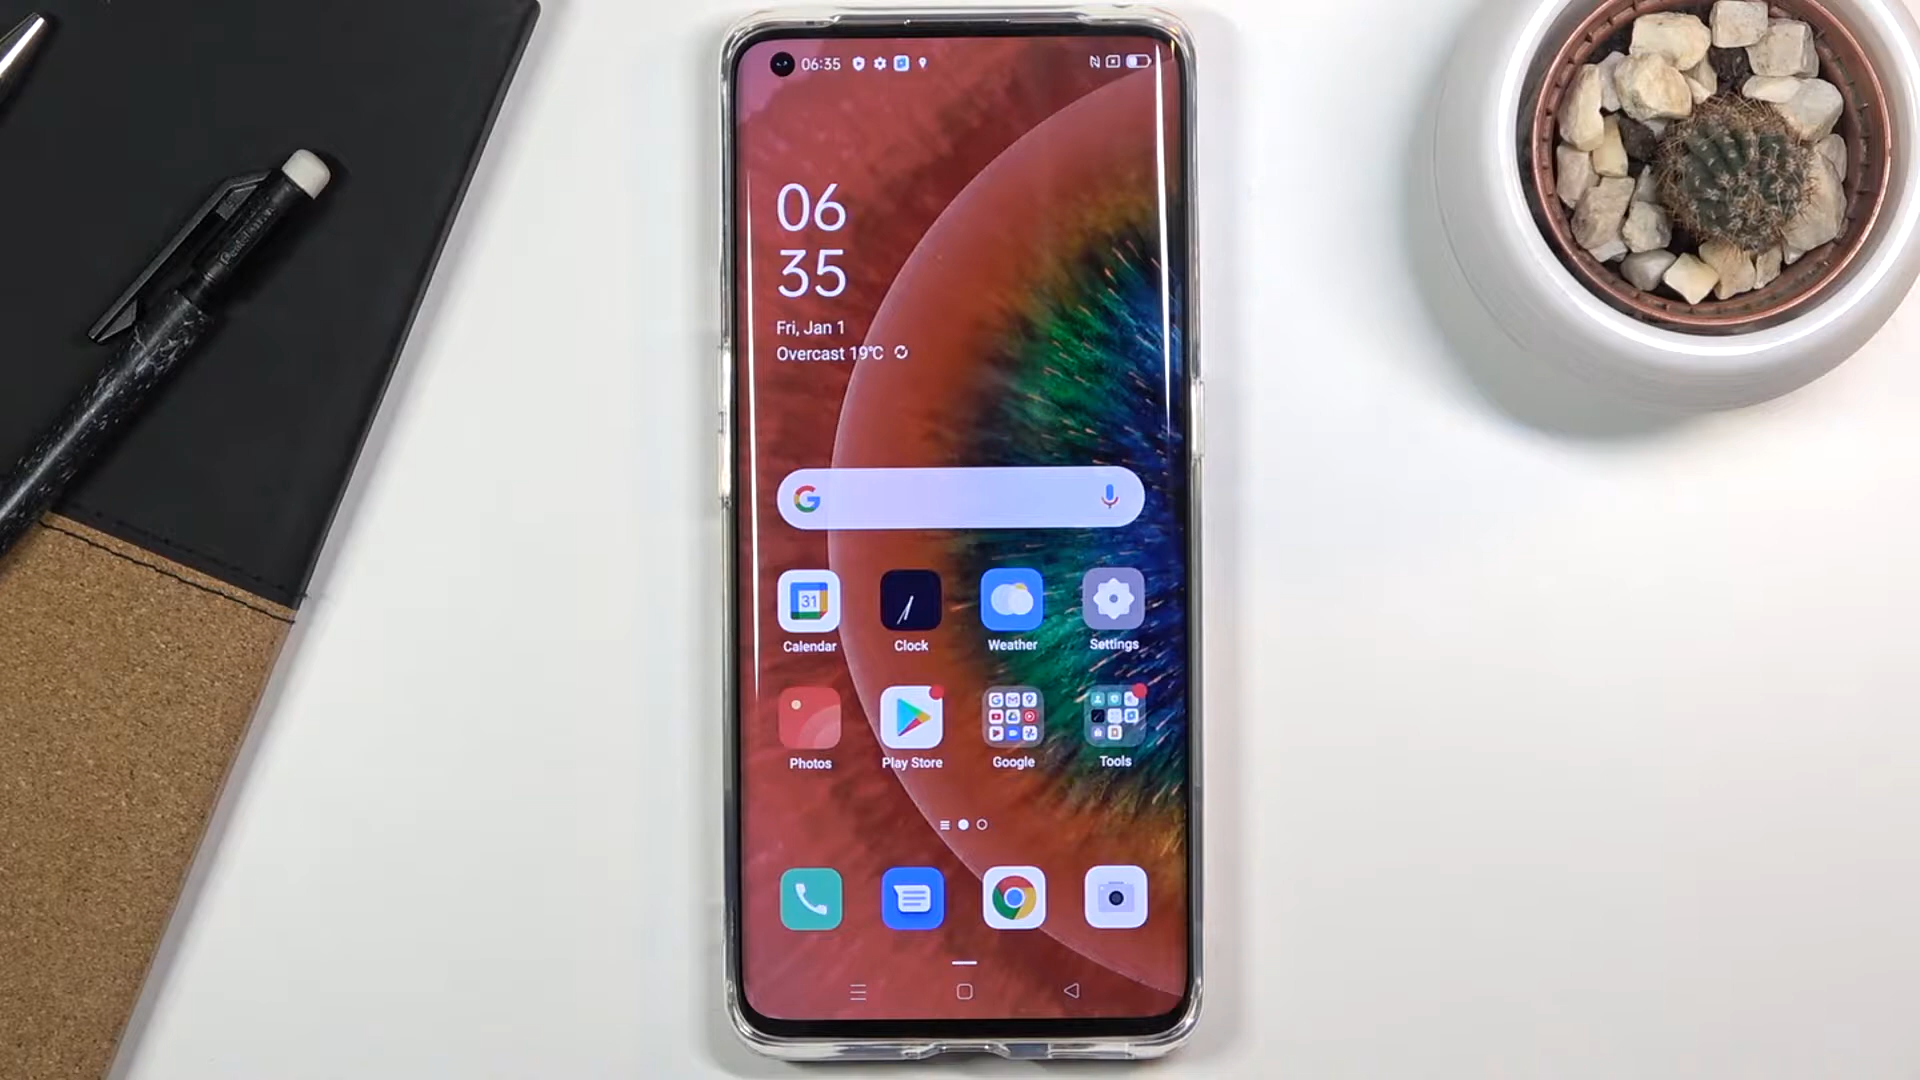 06:35
06
35
Fri, Jan 1
Overcast 19°C
G
31
Calendar
Clock
Weather
Settings
Photos
Play Store
Google
Tools